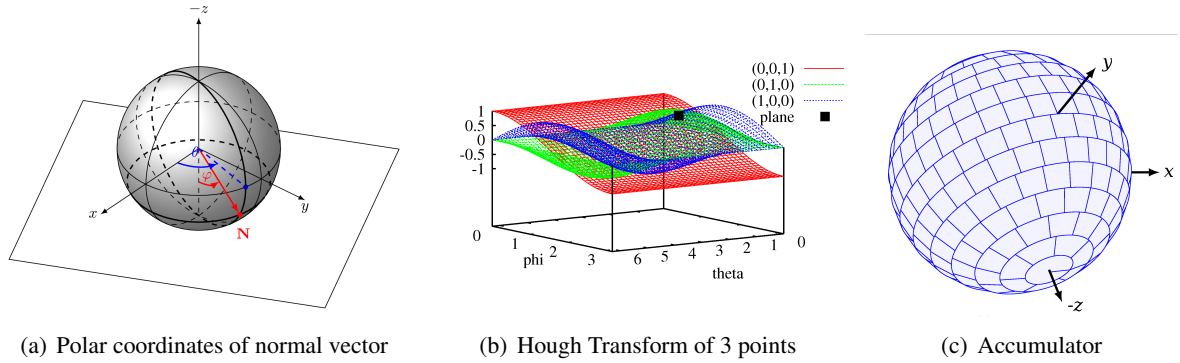 -z
θ
φ
x
y
N
(a) Polar coordinates of normal vector
(0,0,1)
(0,1,0)
(1,0,0)
plane
1
0.5
0
-0.5
-1
0
1
2
3
phi
6
5
4
3
2
1
0
theta
(b) Hough Transform of 3 points
y
x
-z
(c) Accumulator